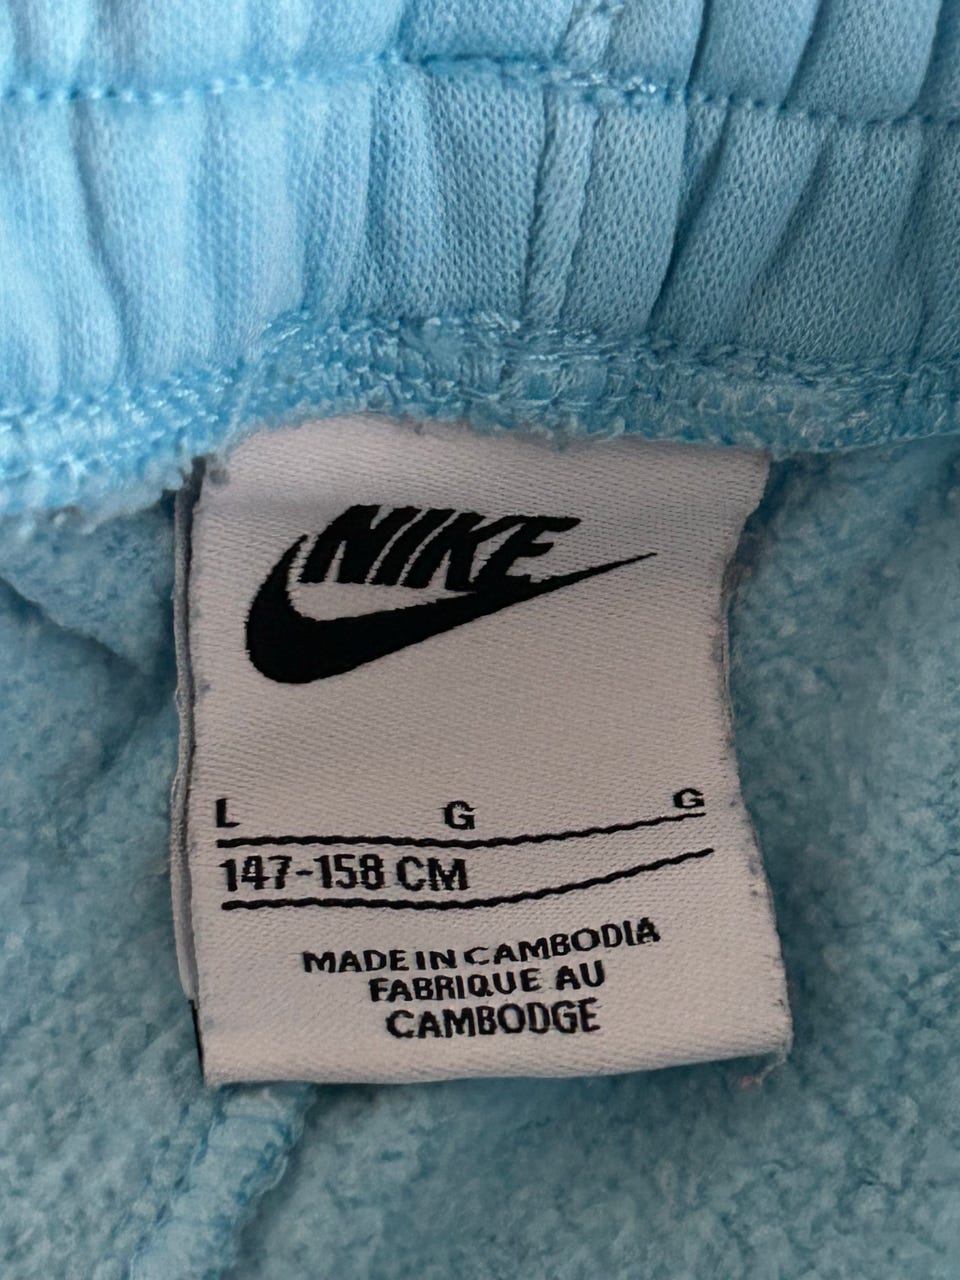 NIKE
L G G
147-158 CM
MADE IN CAMBODIA
FABRIQUE AU
CAMBODGE